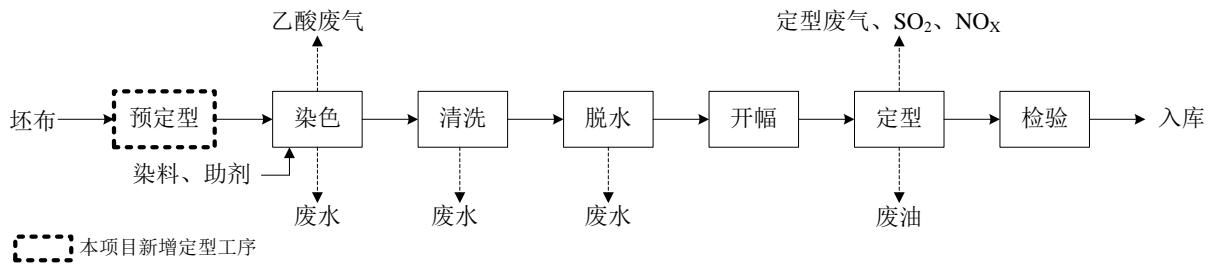 乙酸废气
定型废气、SO₂、NOX
坯布
预定型
染色
清洗
脱水
开幅
定型
检验
入库
染料、助剂
废水
废水
废水
废油
本项目新增定型工序